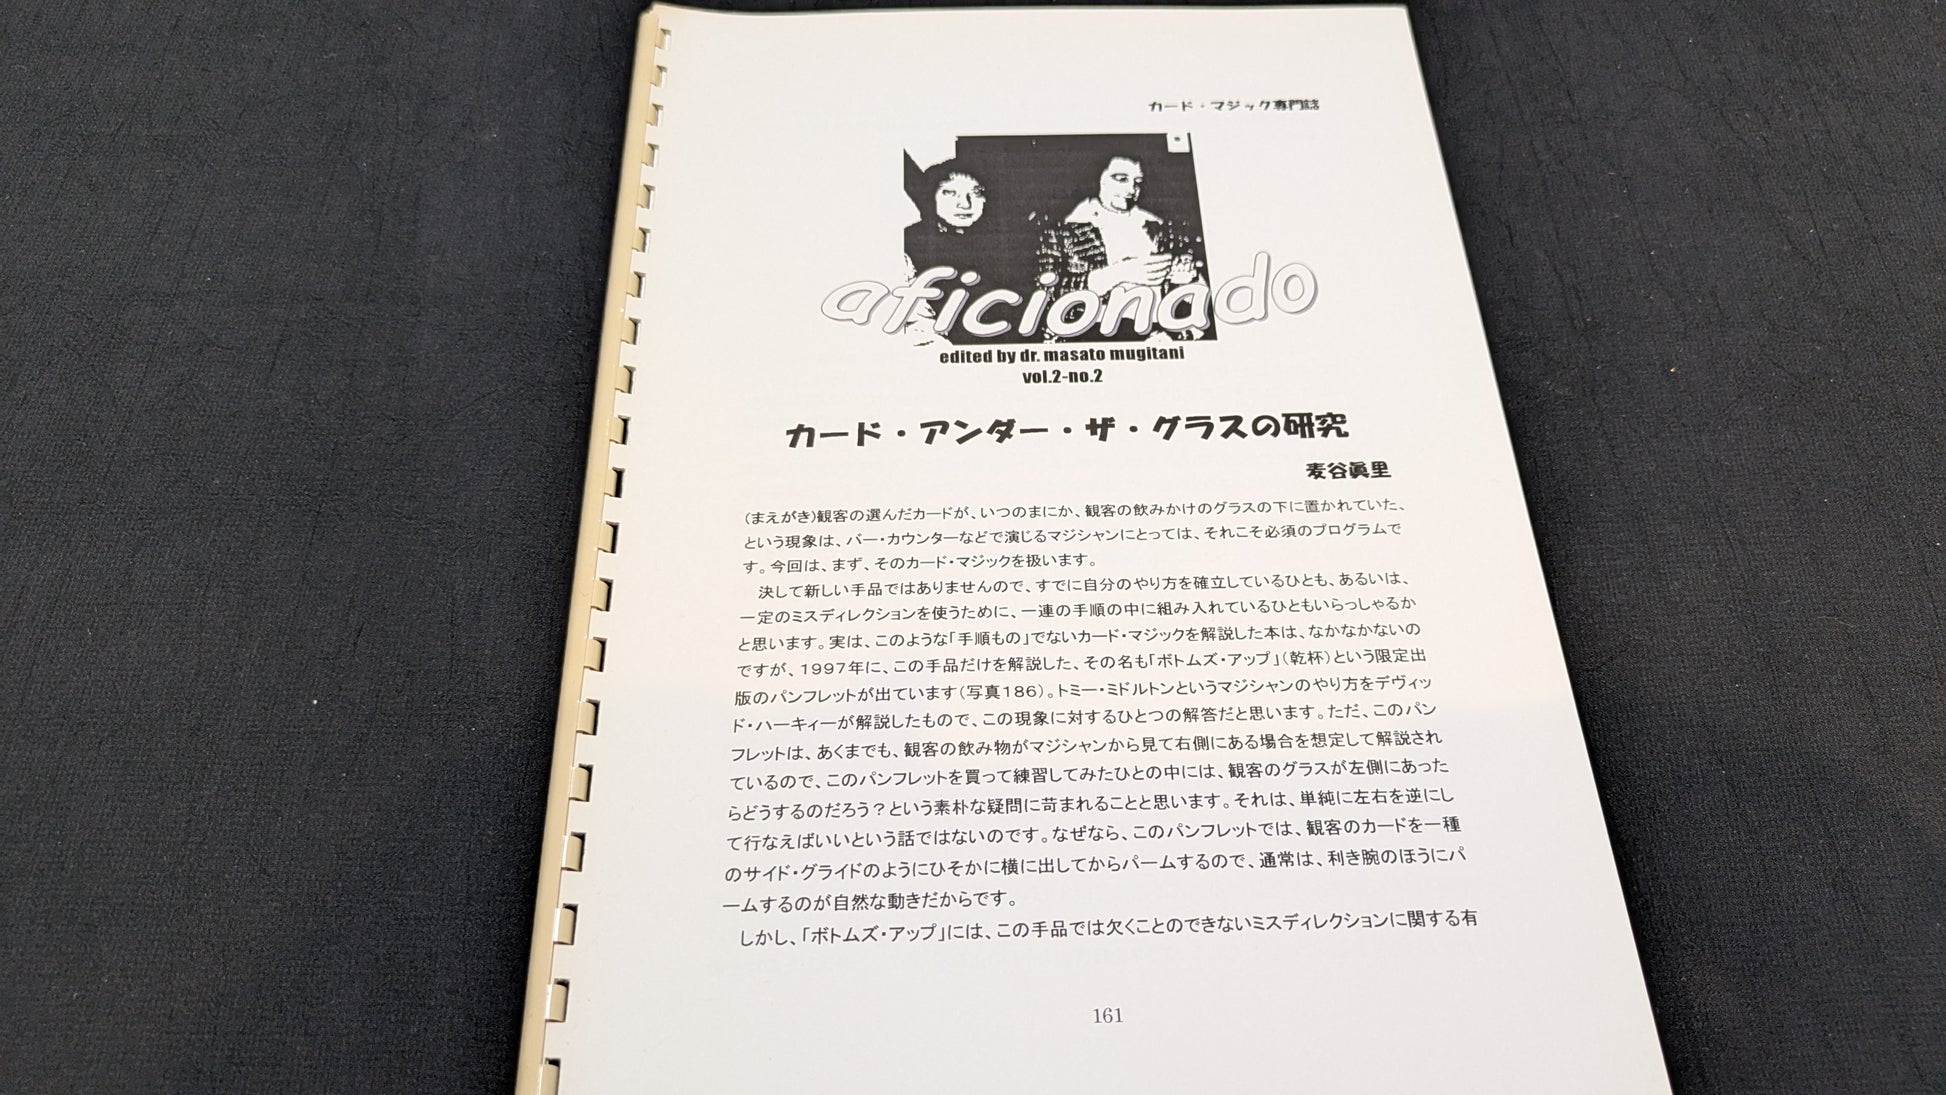 カード・マジック専門誌
aficionado
edited by dr. masato mugitani
vol.2-no.2
カード・アンダー・ザ・グラスの研究
麦谷眞里
(まえがき)観客の選んだカードが、いつのまにか、観客の飲みかけのグラスの下に置かれていた、
という現象は、バー・カウンターなどで演じるマジシャンにとっては、それこそ必須のプログラムで
す。今回は、まず、そのカード・マジックを扱います。
決して新しい手品ではありませんので、すでに自分のやり方を確立しているひとも、あるいは、
一定のミスディレクションを使うために、一連の手順の中に組み入れているひともいらっしゃるか
と思います。実は、このような「手順もの」でないカード・マジックを解説した本は、なかなかないの
ですが、1997年に、この手品だけを解説した、その名も「ボトムズ・アップ」(乾杯)という限定出
版のパンフレットが出ています(写真186)。トミー・ミドルトンというマジシャンのやり方をデヴィッ
ド・ハーキィーが解説したもので、この現象に対するひとつの解答だと思います。ただ、このパン
フレットは、あくまでも、観客の飲み物がマジシャンから見て右側にある場合を想定して解説され
ているので、このパンフレットを買って練習してみたひとの中には、観客のグラスが左側にあった
らどうするのだろう？という素朴な疑問に苛まれることと思います。それは、単純に左右を逆にし
て行なえばいいという話ではないのです。なぜなら、このパンフレットでは、観客のカードを一種
のサイド・グライドのようにひそかに横に出してからパームするので、通常は、利き腕のほうにパ
ームするのが自然な動きだからです。
しかし、「ボトムズ・アップ」には、この手品では欠くことのできないミスディレクションに関する有
161